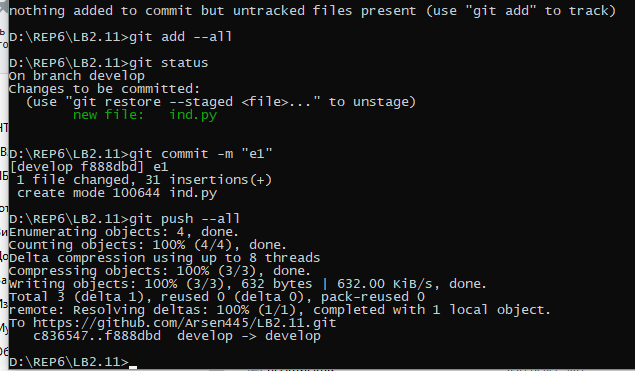 nothing added to commit but untracked files present (use "git add" to track)
D:\REP6\LB2.11>git add --all
D:\REP6\LB2.11>git status
On branch develop
Changes to be committed:
  (use "git restore --staged <file>..." to unstage)
        new file:   ind.py
D:\REP6\LB2.11>git commit -m "e1"
[develop f888dbd] e1
 1 file changed, 31 insertions(+)
 create mode 100644 ind.py
D:\REP6\LB2.11>git push --all
Enumerating objects: 4, done.
Counting objects: 100% (4/4), done.
Delta compression using up to 8 threads
Compressing objects: 100% (3/3), done.
Writing objects: 100% (3/3), 632 bytes | 632.00 KiB/s, done.
Total 3 (delta 1), reused 0 (delta 0), pack-reused 0
remote: Resolving deltas: 100% (1/1), completed with 1 local object.
To https://github.com/Arsen445/LB2.11.git
   c836547..f888dbd  develop -> develop
D:\REP6\LB2.11>